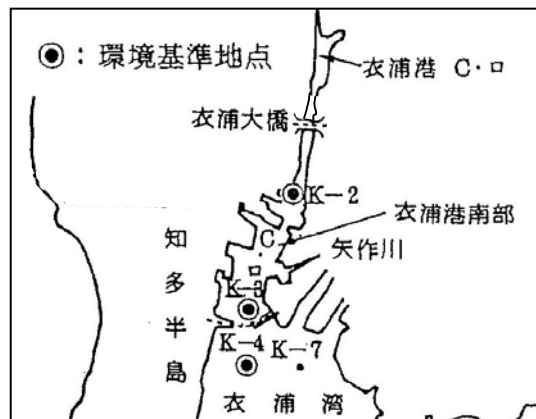 ◉：環境基準地点
衣浦港 C・ロ
衣浦大橋
K-2
衣浦港南部
C・ロ
矢作川
知多半島
K-3
K-4
K-7
衣浦湾